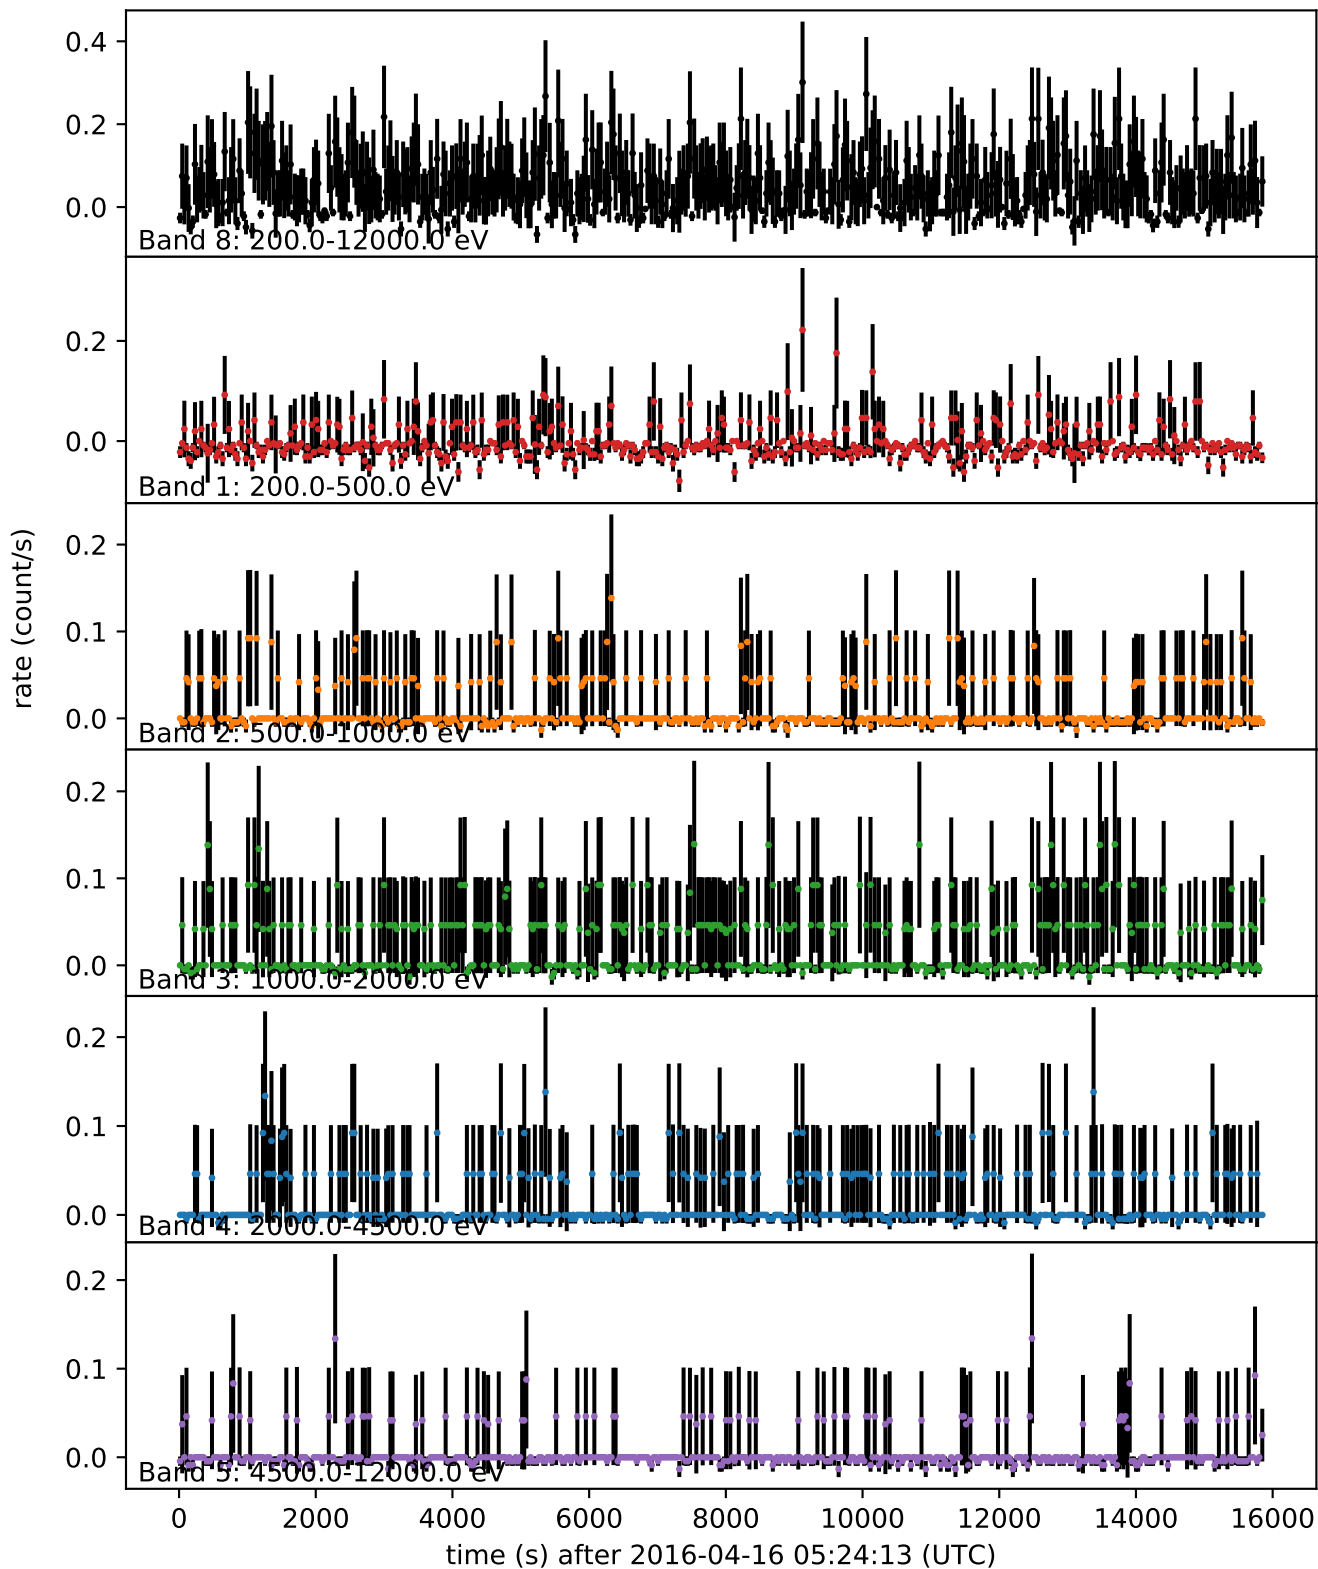 0.4
0.2
0.0
Band 8: 200.0-12000.0 eV
0.2
0.0
Band 1: 200.0-500.0 eV
rate (count/s)
0.2
0.1
0.0
Band 2: 500.0-1000.0 eV
0.2
0.1
0.0
Band 3: 1000.0-2000.0 eV
0.2
0.1
0.0
Band 4: 2000.0-4500.0 eV
0.2
0.1
0.0
Band 5: 4500.0-12000.0 eV
0 2000 4000 6000 8000 10000 12000 14000 16000
time (s) after 2016-04-16 05:24:13 (UTC)